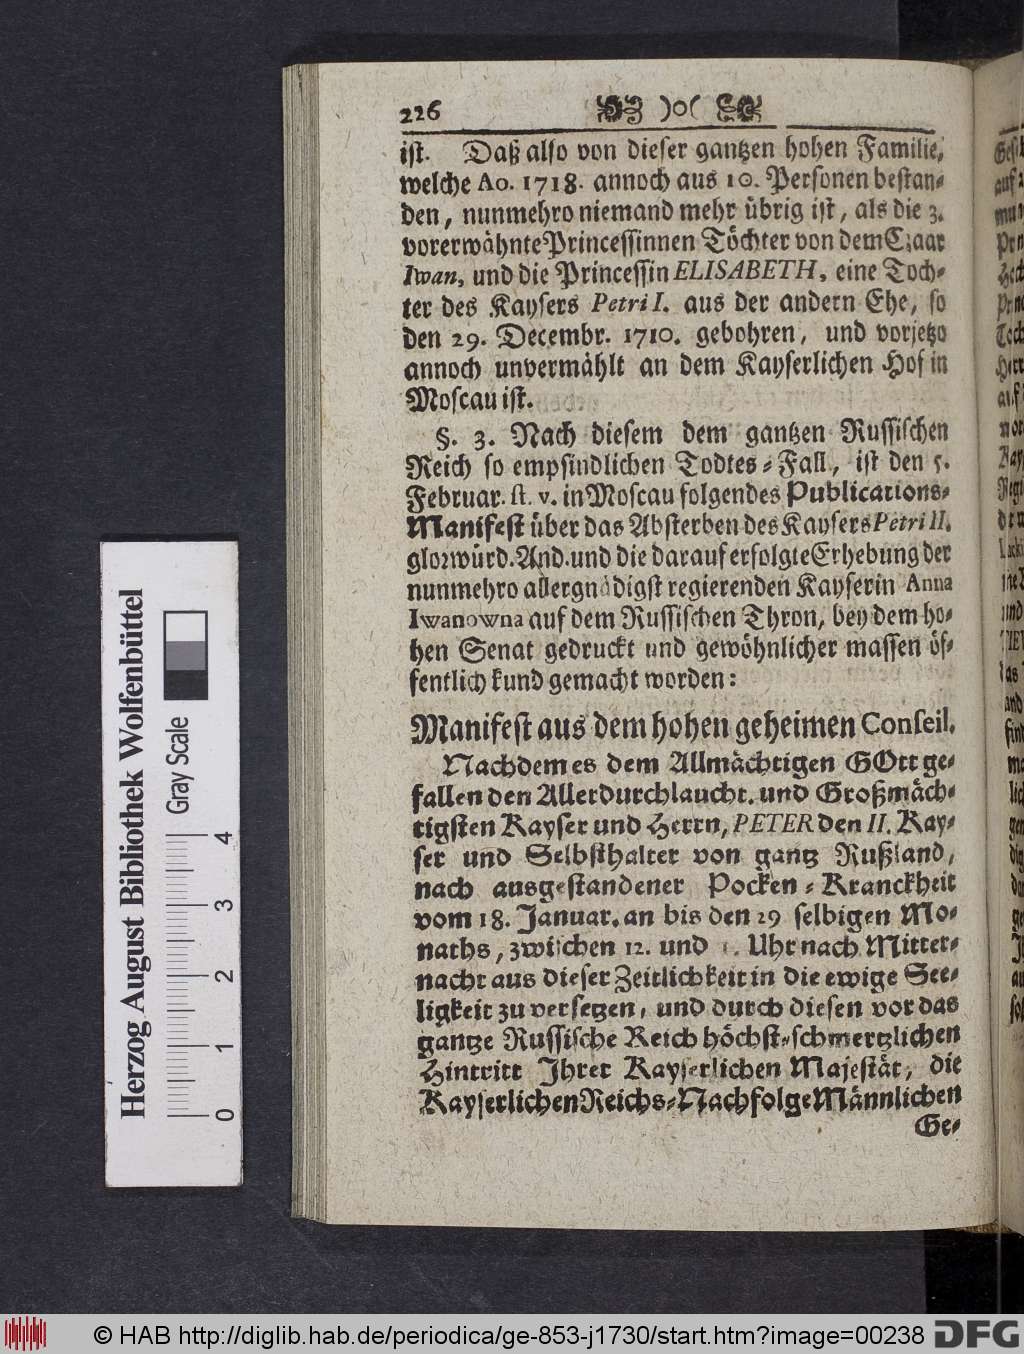 226 )o(
ist. Daß also von dieser gantzen hohen Familie,
welche Ao. 1718. annoch aus 10. Personen bestan-
den, nunmehro niemand mehr übrig ist, als die 3.
vorerwähnte Princessinnen Töchter von dem Czaar
Iwan, und die Princessin ELISABETH, eine Toch-
ter des Kaysers Petri I. aus der andern Ehe, so
den 29. Decembr. 1710. gebohren, und vorjetzo
annoch unvermählt an dem Kayserlichen Hof in
Moscau ist.
§. 3. Nach diesem dem gantzen Russischen
Reich so empfindlichen Todtes-Fall, ist den 5.
Februar. st. v. in Moscau folgendes Publications-
Manifest über das Absterben des Kaysers Petri II.
glorwürd. And. und die darauf erfolgte Erhebung der
nunmehro allergnädigst regierenden Kayserin Anna
Iwanowna auf dem Russischen Thron, bey dem ho-
hen Senat gedruckt und gewöhnlicher massen öf-
fentlich kund gemacht worden:
Manifest aus dem hohen geheimen Conseil.
Nachdem es dem Allmächtigen GOtt ge-
fallen den Allerdurchlaucht. und Großmäch-
tigsten Kayser und Herrn, PETER den II. Kay-
ser und Selbsthalter von gantz Rußland,
nach ausgestandener Pocken-Kranckheit
vom 18. Januar. an bis den 29 selbigen Mo-
naths, zwischen 12. und Uhr nach Mitter-
nacht aus dieser Zeitlichkeit in die ewige See-
ligkeit zu versetzen, und durch diesen vor das
gantze Russische Reich höchst-schmertzlichen
Hintritt Ihrer Kayserlichen Majestät, die
Kayserlichen Reichs-Nachfolge Männlichen
Ge-
Herzog August Bibliothek Wolfenbüttel
Gray Scale
0 1 2 3 4
© HAB http://diglib.hab.de/periodica/ge-853-j1730/start.htm?image=00238 DFG